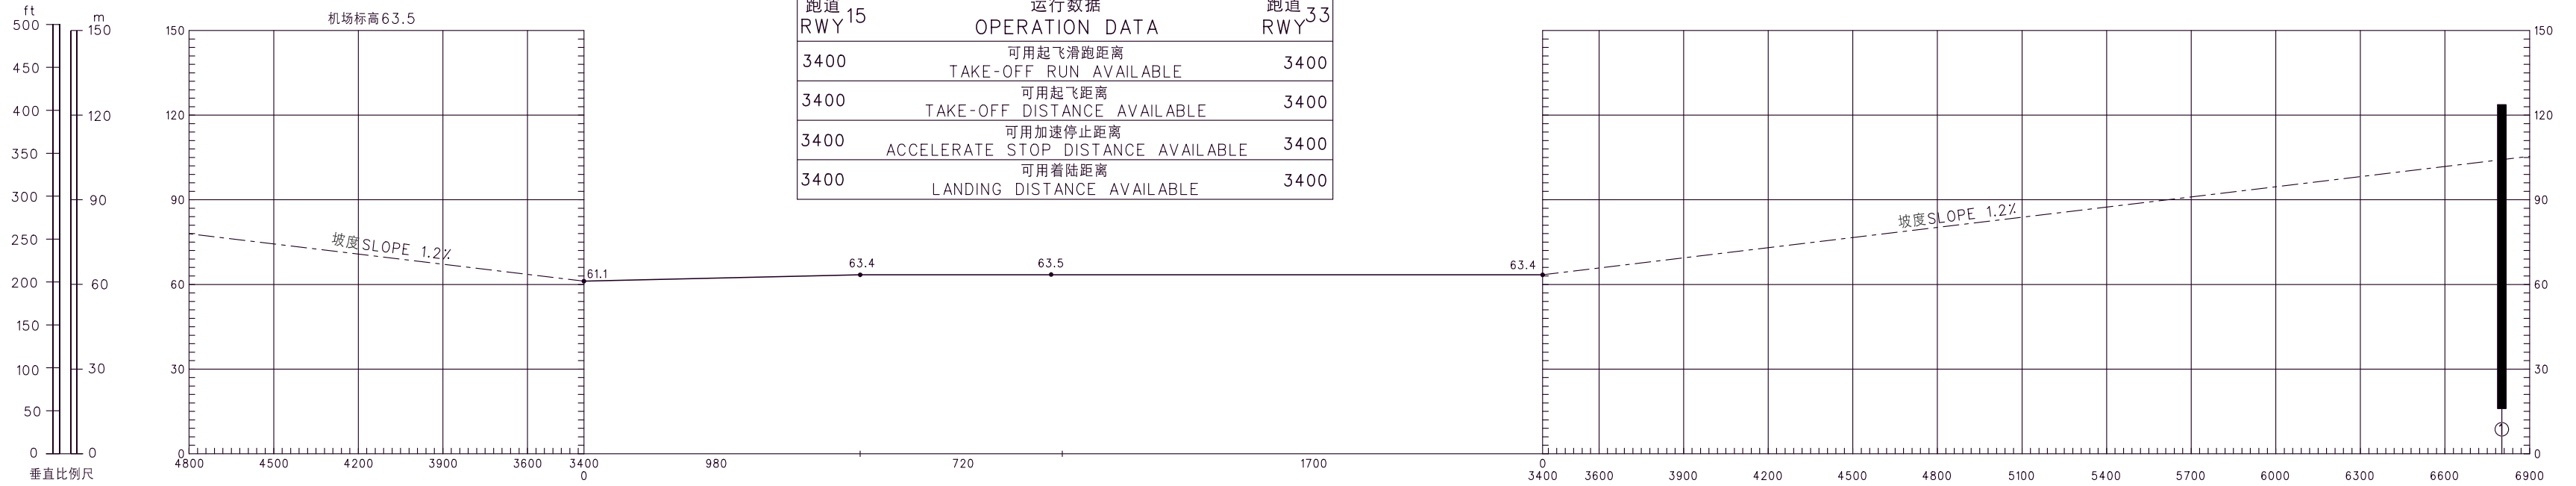 ft
m
500
450
400
350
300
250
200
150
100
50
0
150
120
90
60
30
0
垂直比例尺
机场标高63.5
150
120
90
60
30
0
坡度SLOPE 1.2%
61.1
4800 4500 4200 3900 3600 3400
0
跑道 运行数据 跑道
RWY 15 OPERATION DATA RWY 33
可用起飞滑跑距离
3400 TAKE-OFF RUN AVAILABLE 3400
可用起飞距离
3400 TAKE-OFF DISTANCE AVAILABLE 3400
可用加速停止距离
3400 ACCELERATE STOP DISTANCE AVAILABLE 3400
可用着陆距离
3400 LANDING DISTANCE AVAILABLE 3400
63.4
63.5
63.4
980 720 1700
坡度SLOPE 1.2%
150
120
90
60
30
0
①
0
3400 3600 3900 4200 4500 4800 5100 5400 5700 6000 6300 6600 6900